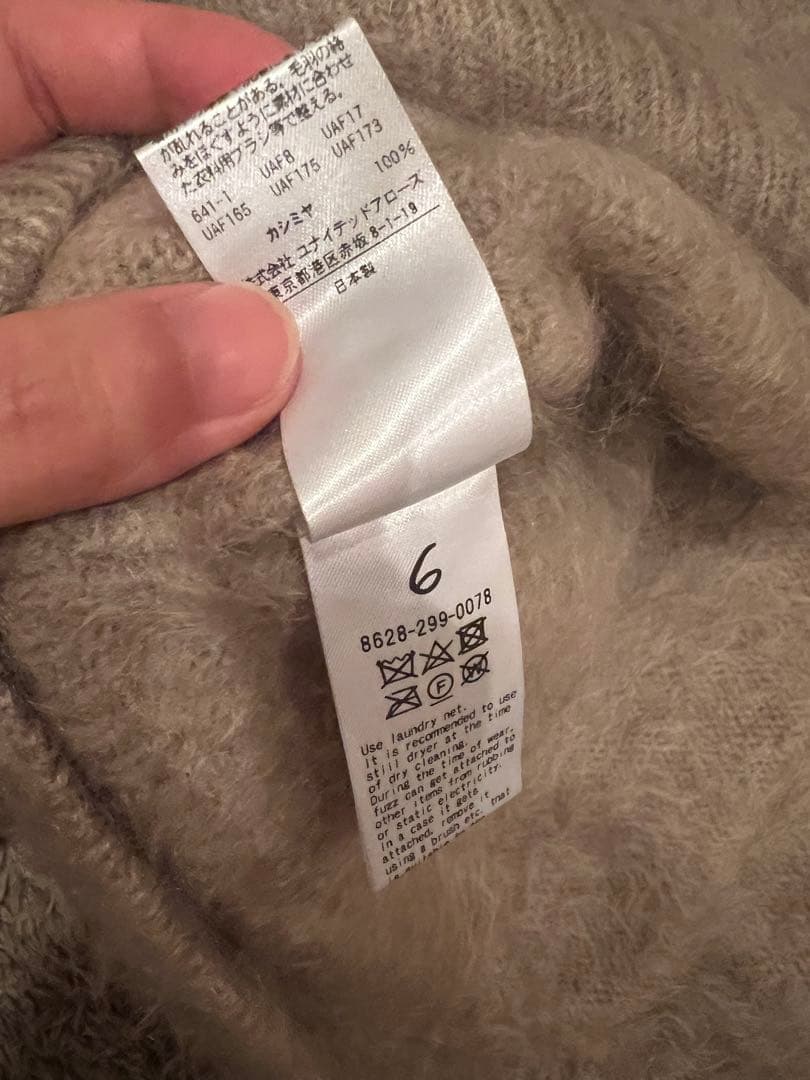 が乱れることがある。毛羽の絡
みをほぐすように素材に合わせ
た衣料用ブラシ等で整える。
641-1 UAF8 UAF17
UAF165 UAF175 UAF173
カシミヤ 100%
株式会社 ユナイテッドアローズ
東京都港区赤坂8-1-19
日本製
6
8628-299-0078
F
W
Use laundry net.
It is recommended to use
still dryer at the time
of dry cleaning.
During the time of wear,
fuzz can get attached to
other items from rubbing
or static electricity.
In a case it gets
attached, remove it
using a brush etc. that